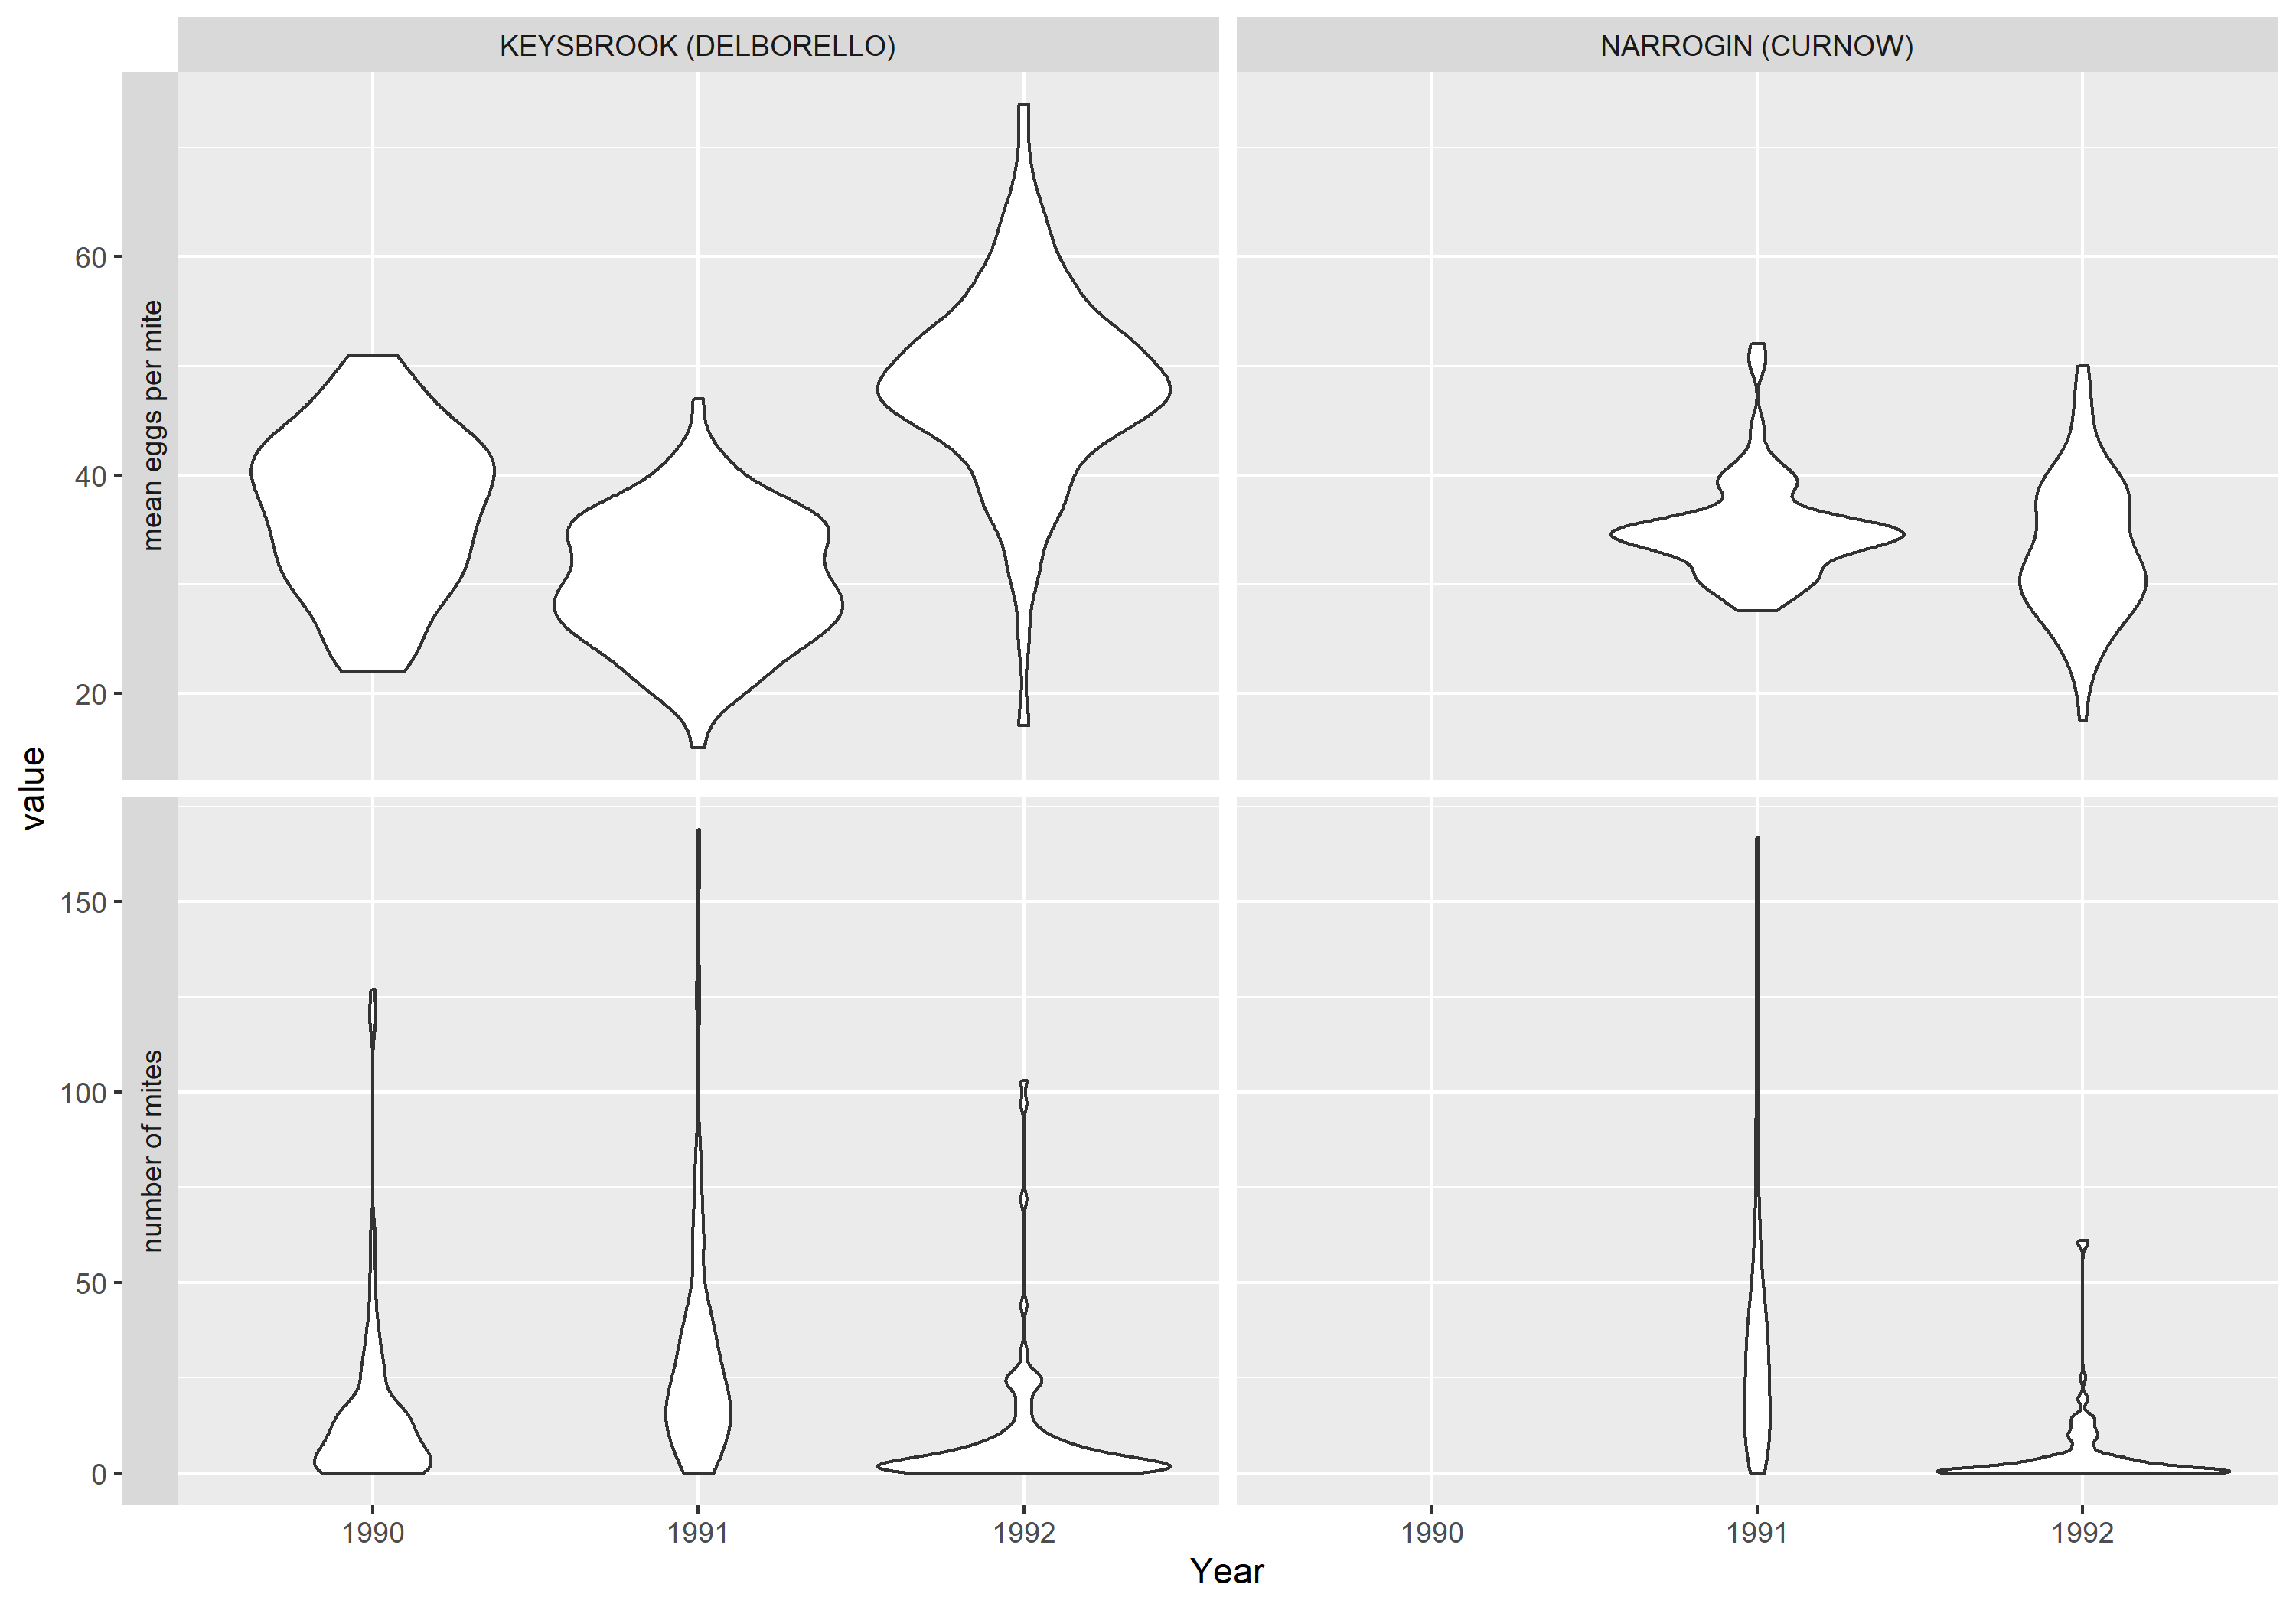 KEYSBROOK (DELBORELLO)
NARROGIN (CURNOW)
mean eggs per mite
60
40
20
value
number of mites
150
100
50
0
1990
1991
1992
1990
1991
1992
Year